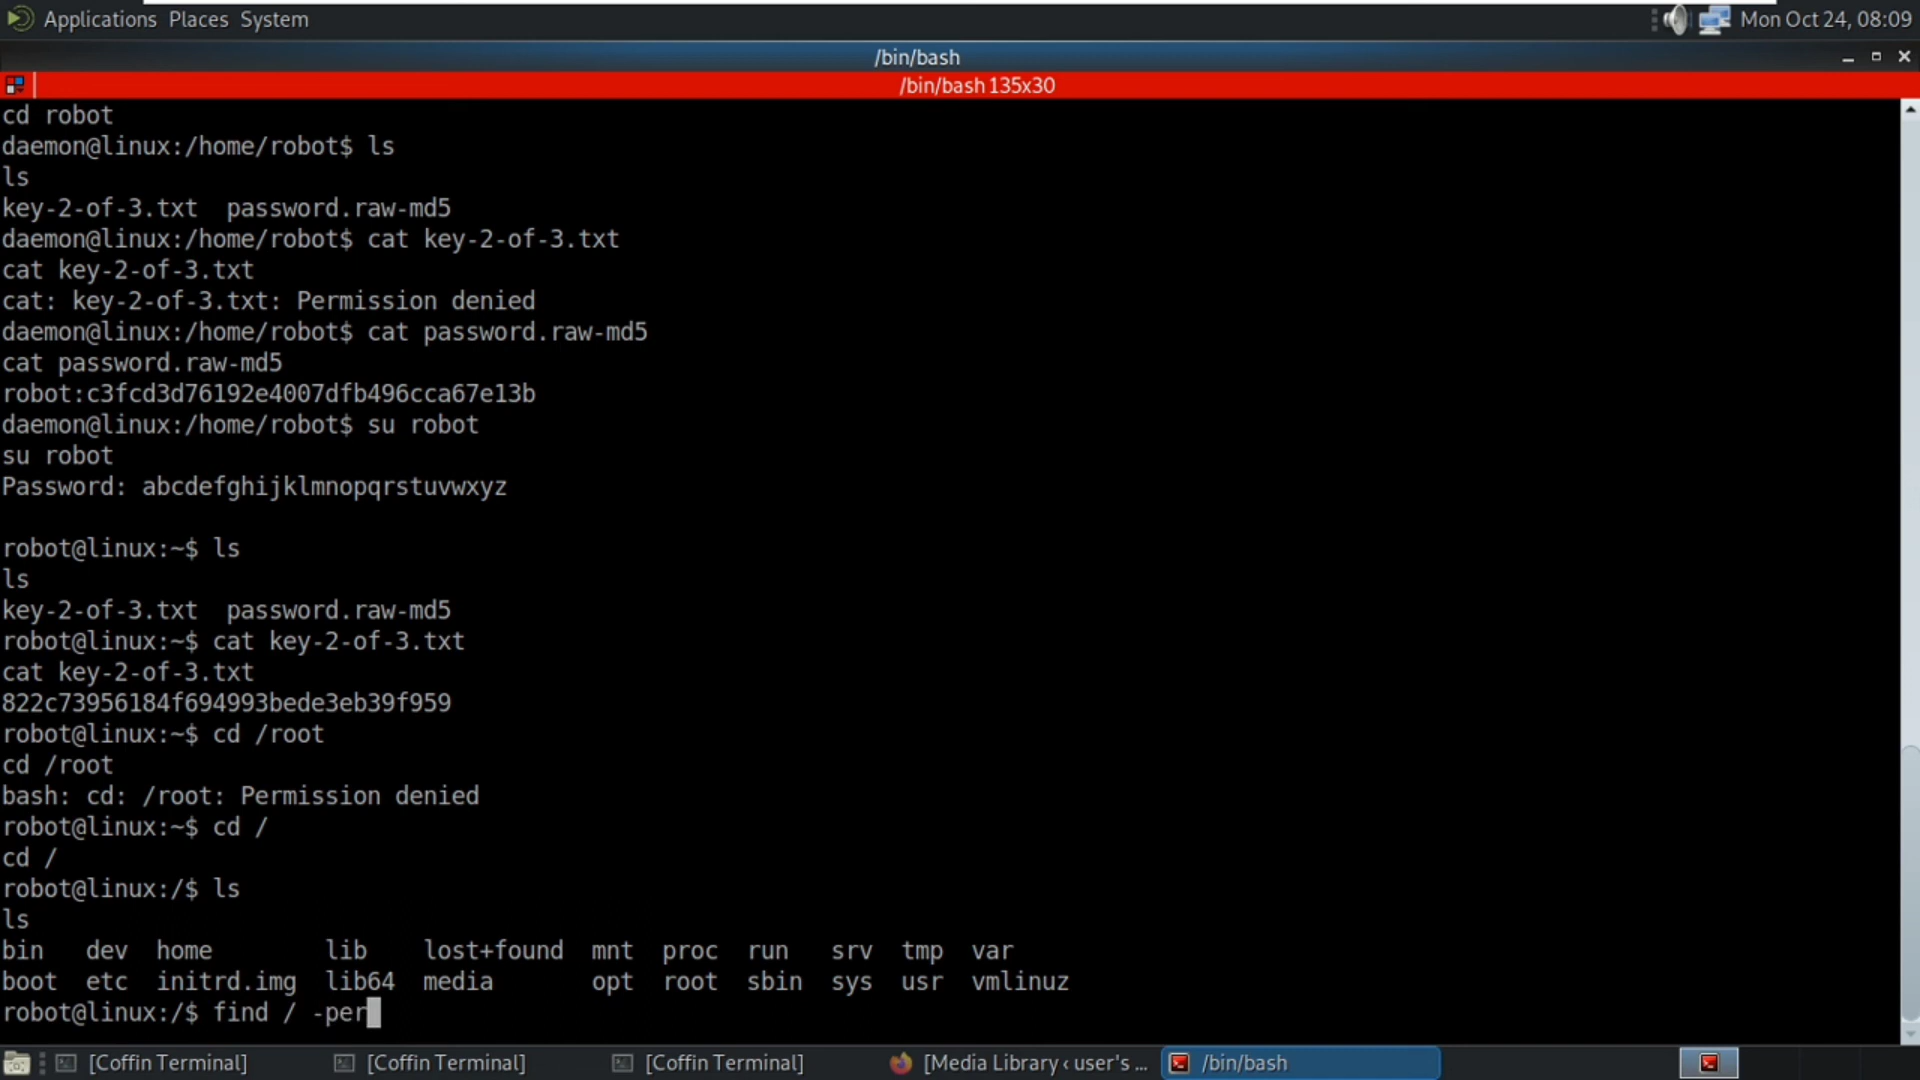 Applications Places System
Mon Oct 24, 08:09
/bin/bash
/bin/bash 135x30
cd robot
daemon@linux:/home/robot$ ls
ls
key-2-of-3.txt  password.raw-md5
daemon@linux:/home/robot$ cat key-2-of-3.txt
cat key-2-of-3.txt
cat: key-2-of-3.txt: Permission denied
daemon@linux:/home/robot$ cat password.raw-md5
cat password.raw-md5
robot:c3fcd3d76192e4007dfb496cca67e13b
daemon@linux:/home/robot$ su robot
su robot
Password: abcdefghijklmnopqrstuvwxyz
robot@linux:~$ ls
ls
key-2-of-3.txt  password.raw-md5
robot@linux:~$ cat key-2-of-3.txt
cat key-2-of-3.txt
822c73956184f694993bede3eb39f959
robot@linux:~$ cd /root
cd /root
bash: cd: /root: Permission denied
robot@linux:~$ cd /
cd /
robot@linux:/$ ls
ls
bin   dev  home        lib    lost+found  mnt  proc  run   srv  tmp  var
boot  etc  initrd.img  lib64  media       opt  root  sbin  sys  usr  vmlinuz
robot@linux:/$ find / -per
[Coffin Terminal] [Coffin Terminal] [Coffin Terminal] [Media Library ‹ user's ... /bin/bash